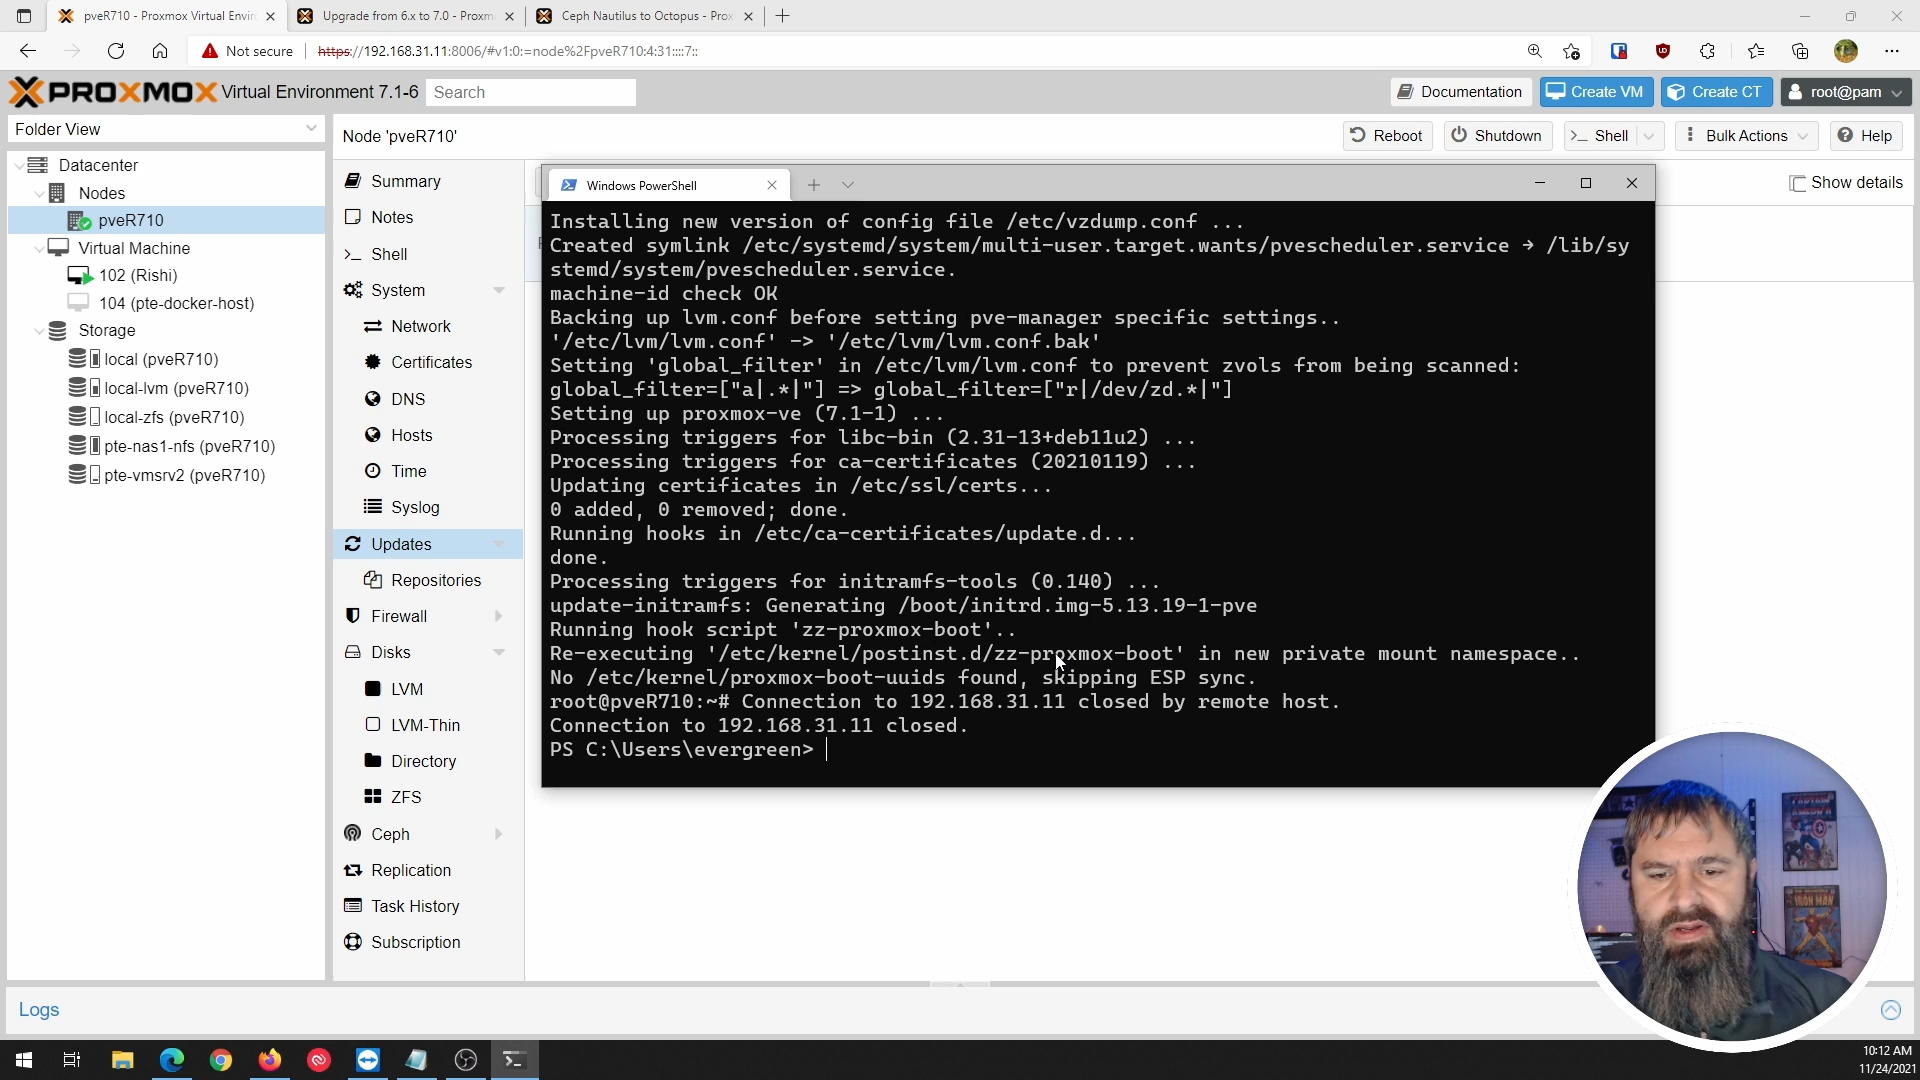 pveR710 - Proxmox Virtual Enviro
Upgrade from 6.x to 7.0 - Proxm
Ceph Nautilus to Octopus - Prox
Not secure
https://192.168.31.11:8006/#v1:0:=node%2FpveR710:4:31::::7::
PROXMOX Virtual Environment 7.1-6
Search
Documentation
Create VM
Create CT
root@pam
Folder View
Node 'pveR710'
Reboot
Shutdown
Shell
Bulk Actions
Help
Datacenter
Nodes
pveR710
Virtual Machine
102 (Rishi)
104 (pte-docker-host)
Storage
local (pveR710)
local-lvm (pveR710)
local-zfs (pveR710)
pte-nas1-nfs (pveR710)
pte-vmsrv2 (pveR710)
Summary
Notes
Shell
System
Network
Certificates
DNS
Hosts
Time
Syslog
Updates
Repositories
Firewall
Disks
LVM
LVM-Thin
Directory
ZFS
Ceph
Replication
Task History
Subscription
Show details
Windows PowerShell
Installing new version of config file /etc/vzdump.conf ...
Created symlink /etc/systemd/system/multi-user.target.wants/pvescheduler.service → /lib/sy
stemd/system/pvescheduler.service.
machine-id check OK
Backing up lvm.conf before setting pve-manager specific settings..
'/etc/lvm/lvm.conf' -> '/etc/lvm/lvm.conf.bak'
Setting 'global_filter' in /etc/lvm/lvm.conf to prevent zvols from being scanned:
global_filter=["a|.*|"] => global_filter=["r|/dev/zd.*|"]
Setting up proxmox-ve (7.1-1) ...
Processing triggers for libc-bin (2.31-13+deb11u2) ...
Processing triggers for ca-certificates (20210119) ...
Updating certificates in /etc/ssl/certs...
0 added, 0 removed; done.
Running hooks in /etc/ca-certificates/update.d...
done.
Processing triggers for initramfs-tools (0.140) ...
update-initramfs: Generating /boot/initrd.img-5.13.19-1-pve
Running hook script 'zz-proxmox-boot'..
Re-executing '/etc/kernel/postinst.d/zz-proxmox-boot' in new private mount namespace..
No /etc/kernel/proxmox-boot-uuids found, skipping ESP sync.
root@pveR710:~# Connection to 192.168.31.11 closed by remote host.
Connection to 192.168.31.11 closed.
PS C:\Users\evergreen>
IRON MAN
Logs
10:12 AM
11/24/2021